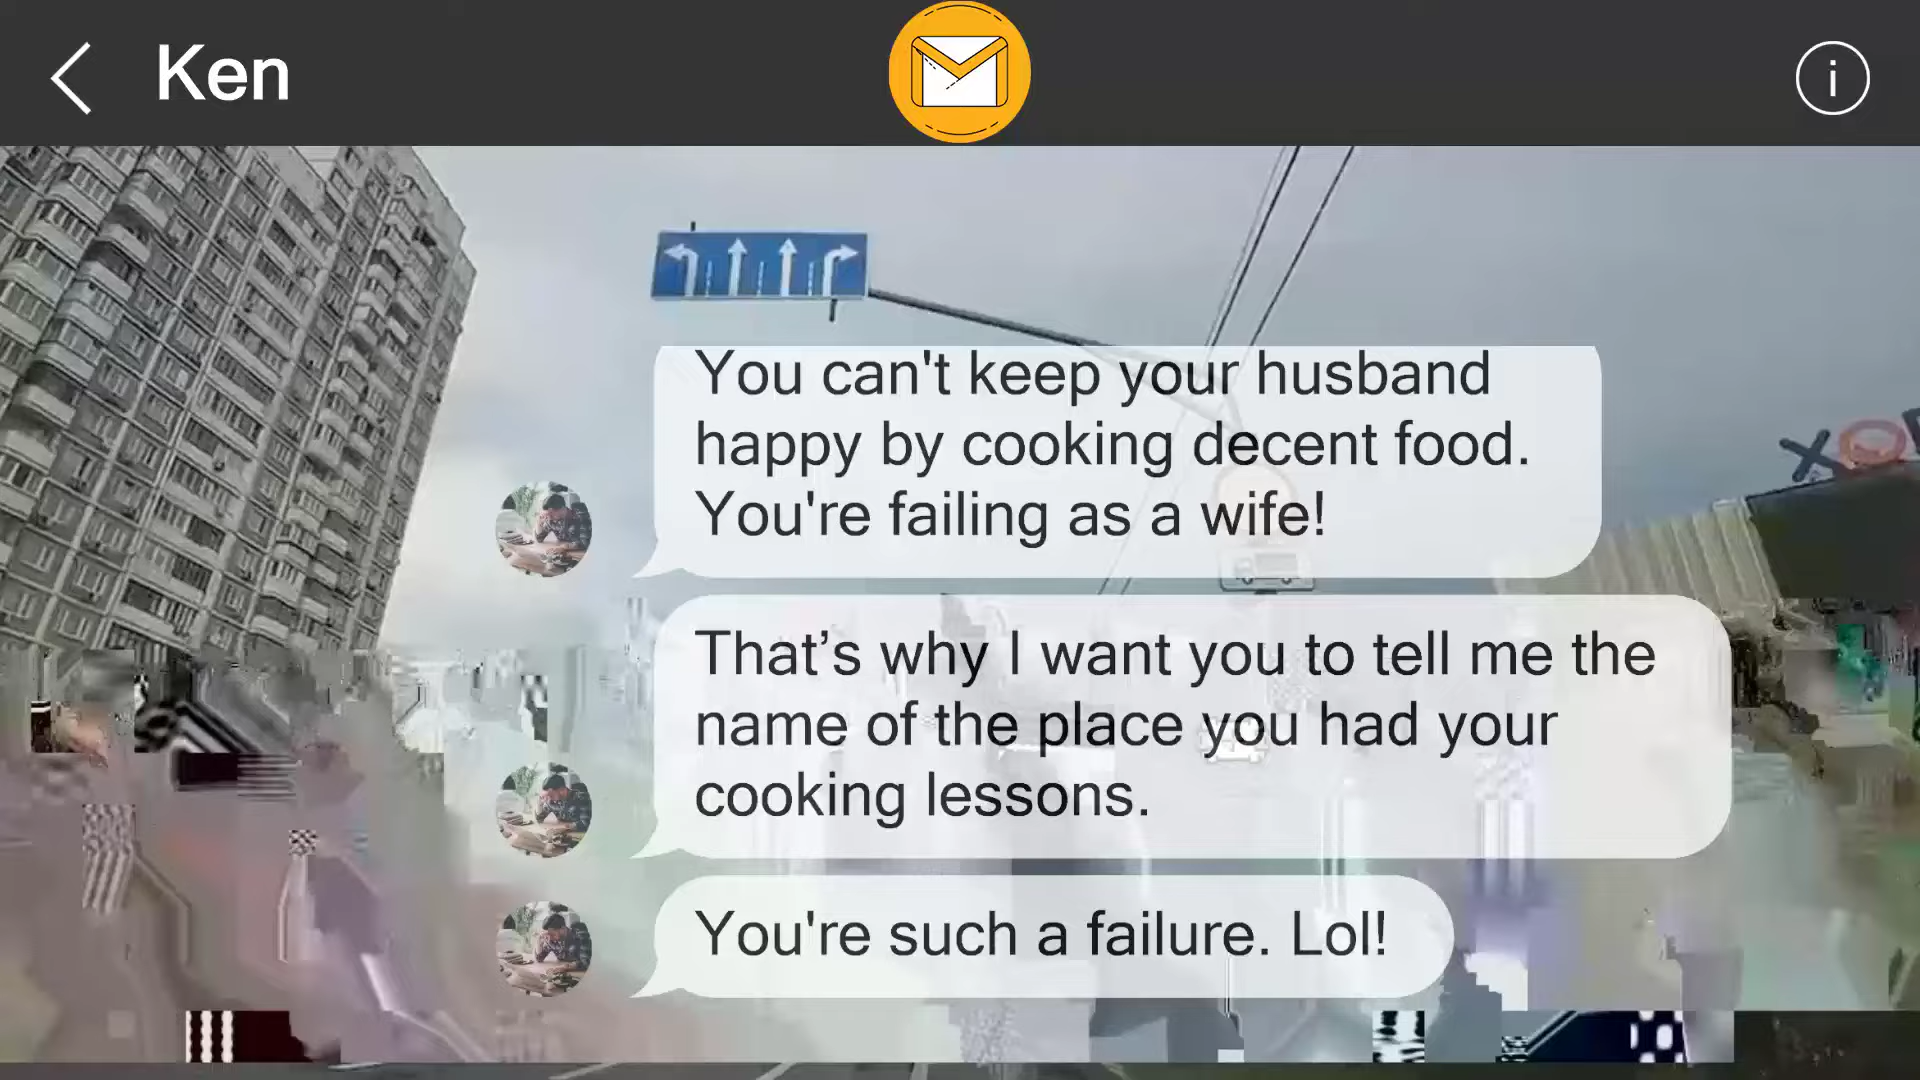 Ken
You can't keep your husband
happy by cooking decent food.
You're failing as a wife!
That’s why I want you to tell me the
name of the place you had your
cooking lessons.
You're such a failure. Lol!